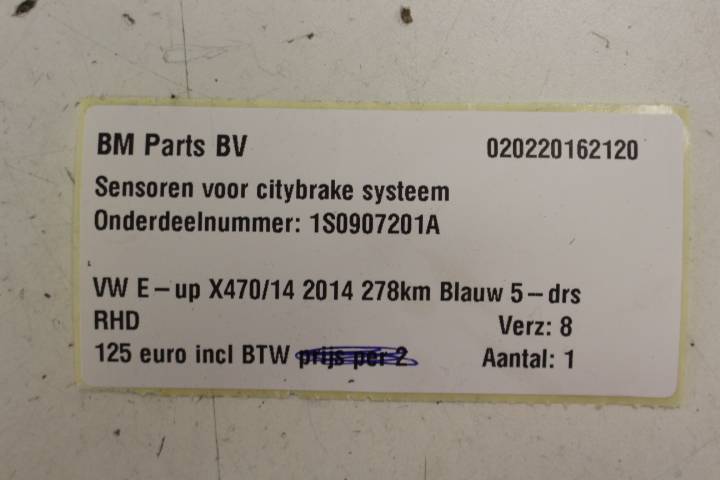 BM Parts BV 020220162120
Sensoren voor citybrake systeem
Onderdeelnummer: 1S0907201A
VW E-up X470/14 2014 278km Blauw 5-drs
RHD Verz: 8
125 euro incl BTW prijs per 2 Aantal: 1